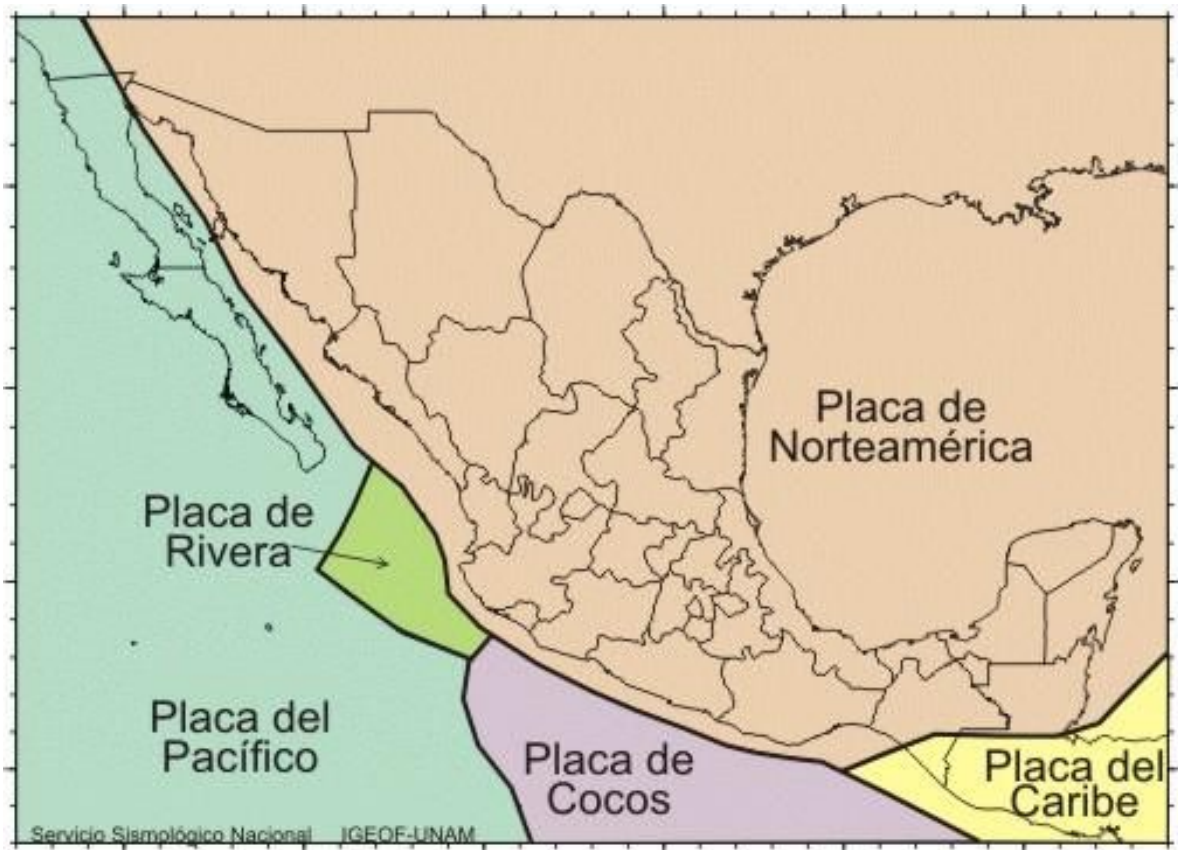 Placa de
Norteamérica
Placa de
Rivera
Placa del
Pacífico
Placa de
Cocos
Placa del
Caribe
Servicio Sismológico Nacional IGEOF-UNAM